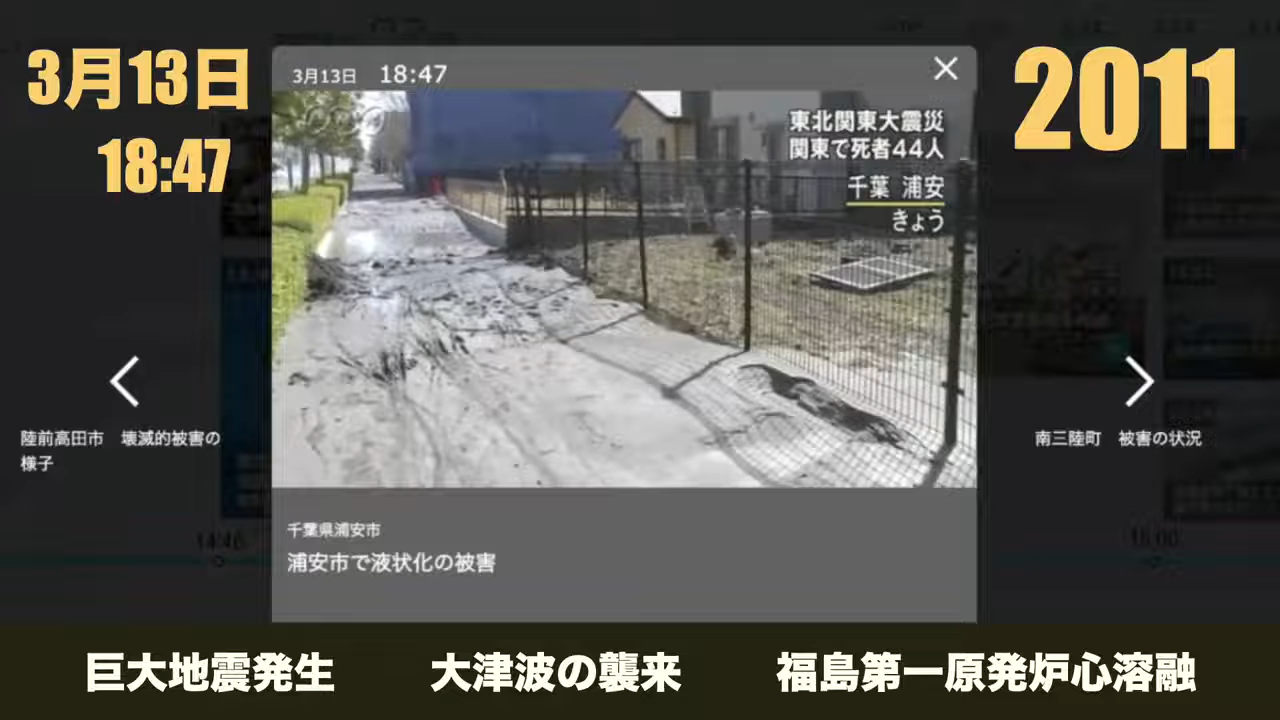 3月13日
18:47
2011
3月13日 18:47
東北関東大震災
関東で死者44人
千葉 浦安
きょう
陸前高田市 壊滅的被害の
様子
南三陸町 被害の状況
14:46
千葉県浦安市
浦安市で液状化の被害
巨大地震発生 大津波の襲来 福島第一原発炉心溶融